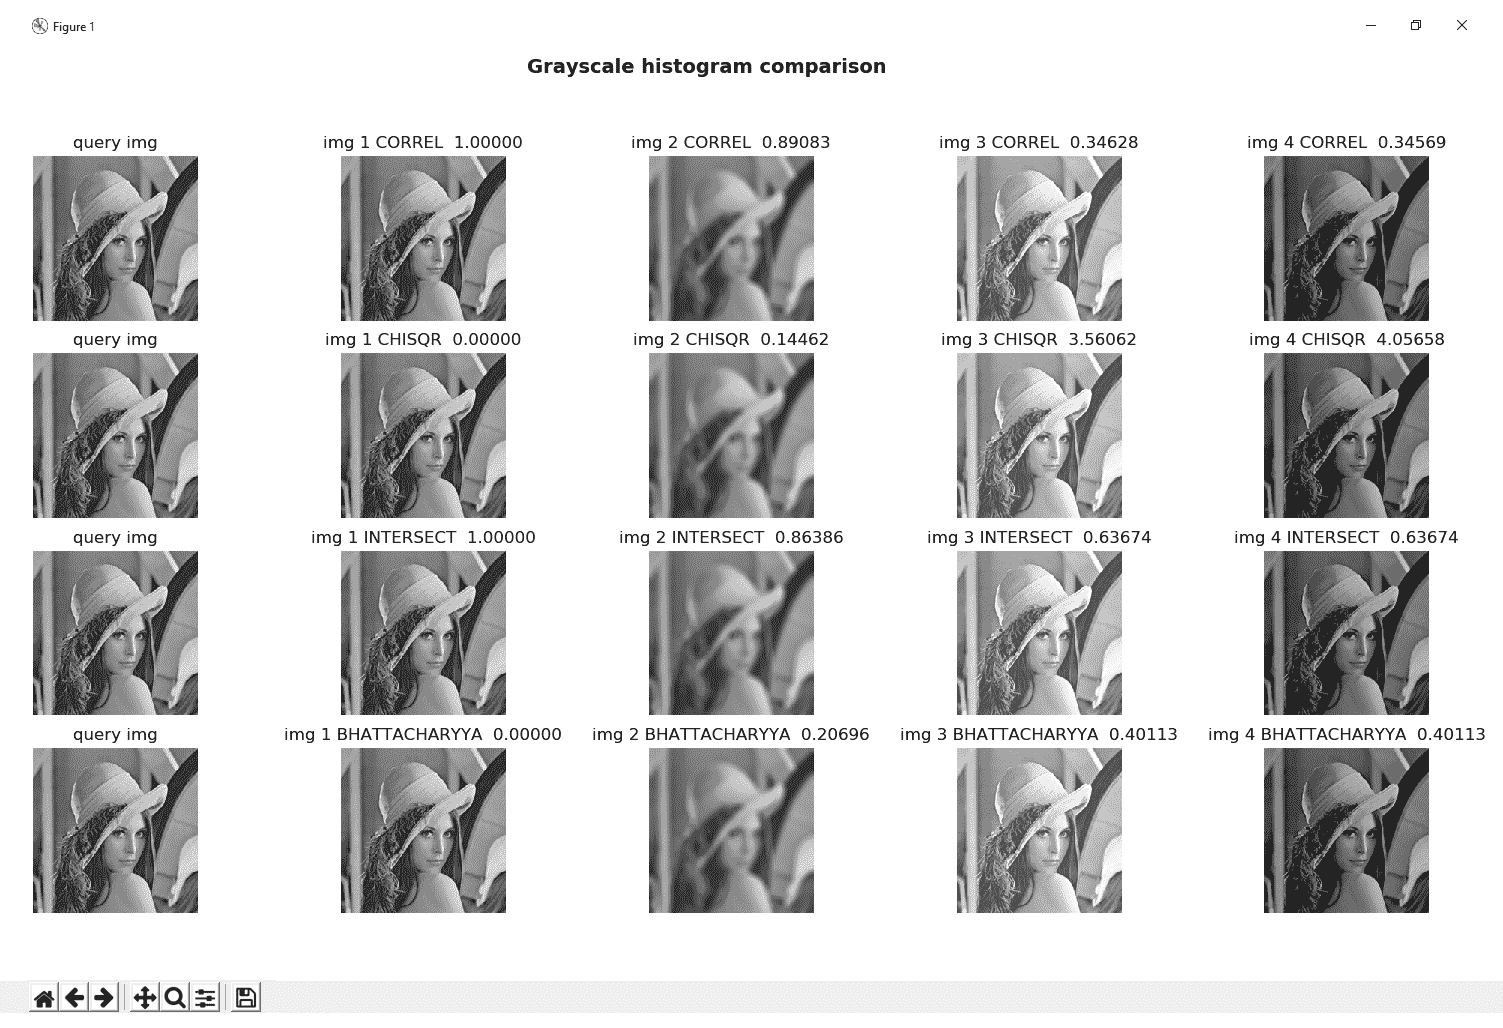 Figure 1
Grayscale histogram comparison
query img
img 1 CORREL 1.00000
img 2 CORREL 0.89083
img 3 CORREL 0.34628
img 4 CORREL 0.34569
query img
img 1 CHISQR 0.00000
img 2 CHISQR 0.14462
img 3 CHISQR 3.56062
img 4 CHISQR 4.05658
query img
img 1 INTERSECT 1.00000
img 2 INTERSECT 0.86386
img 3 INTERSECT 0.63674
img 4 INTERSECT 0.63674
query img
img 1 BHATTACHARYYA 0.00000
img 2 BHATTACHARYYA 0.20696
img 3 BHATTACHARYYA 0.40113
img 4 BHATTACHARYYA 0.40113